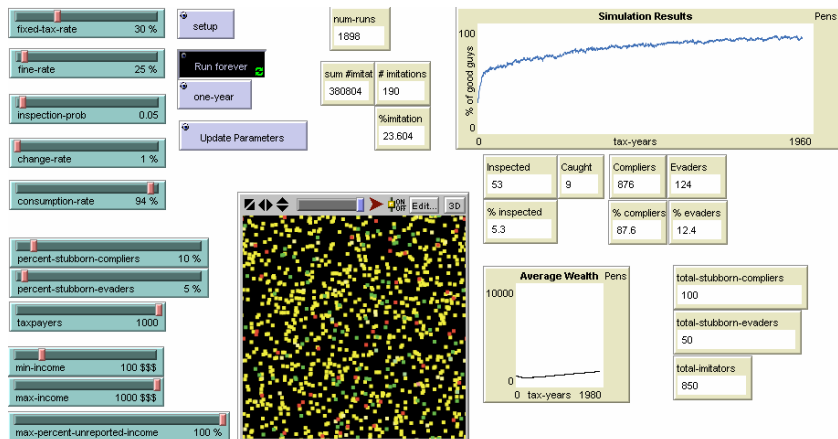 fixed-tax-rate 30 %
fine-rate 25 %
inspection-prob 0.05
change-rate 1 %
consumption-rate 94 %
percent-stubborn-compliers 10 %
percent-stubborn-evaders 5 %
taxpayers 1000
min-income 100 $$$
max-income 1000 $$$
max-percent-unreported-income 100 %
setup
Run forever
one-year
Update Parameters
num-runs
1898
sum #imitat
380804
# imitations
190
%imitation
23.604
ON
OFF
Edit...
3D
Simulation Results
Pens
100
% of good guys
0
0
tax-years
1960
Inspected
53
Caught
9
Compliers
876
Evaders
124
% inspected
5.3
% compliers
87.6
% evaders
12.4
Average Wealth
Pens
10000
0
0
tax-years
1980
total-stubborn-compliers
100
total-stubborn-evaders
50
total-imitators
850